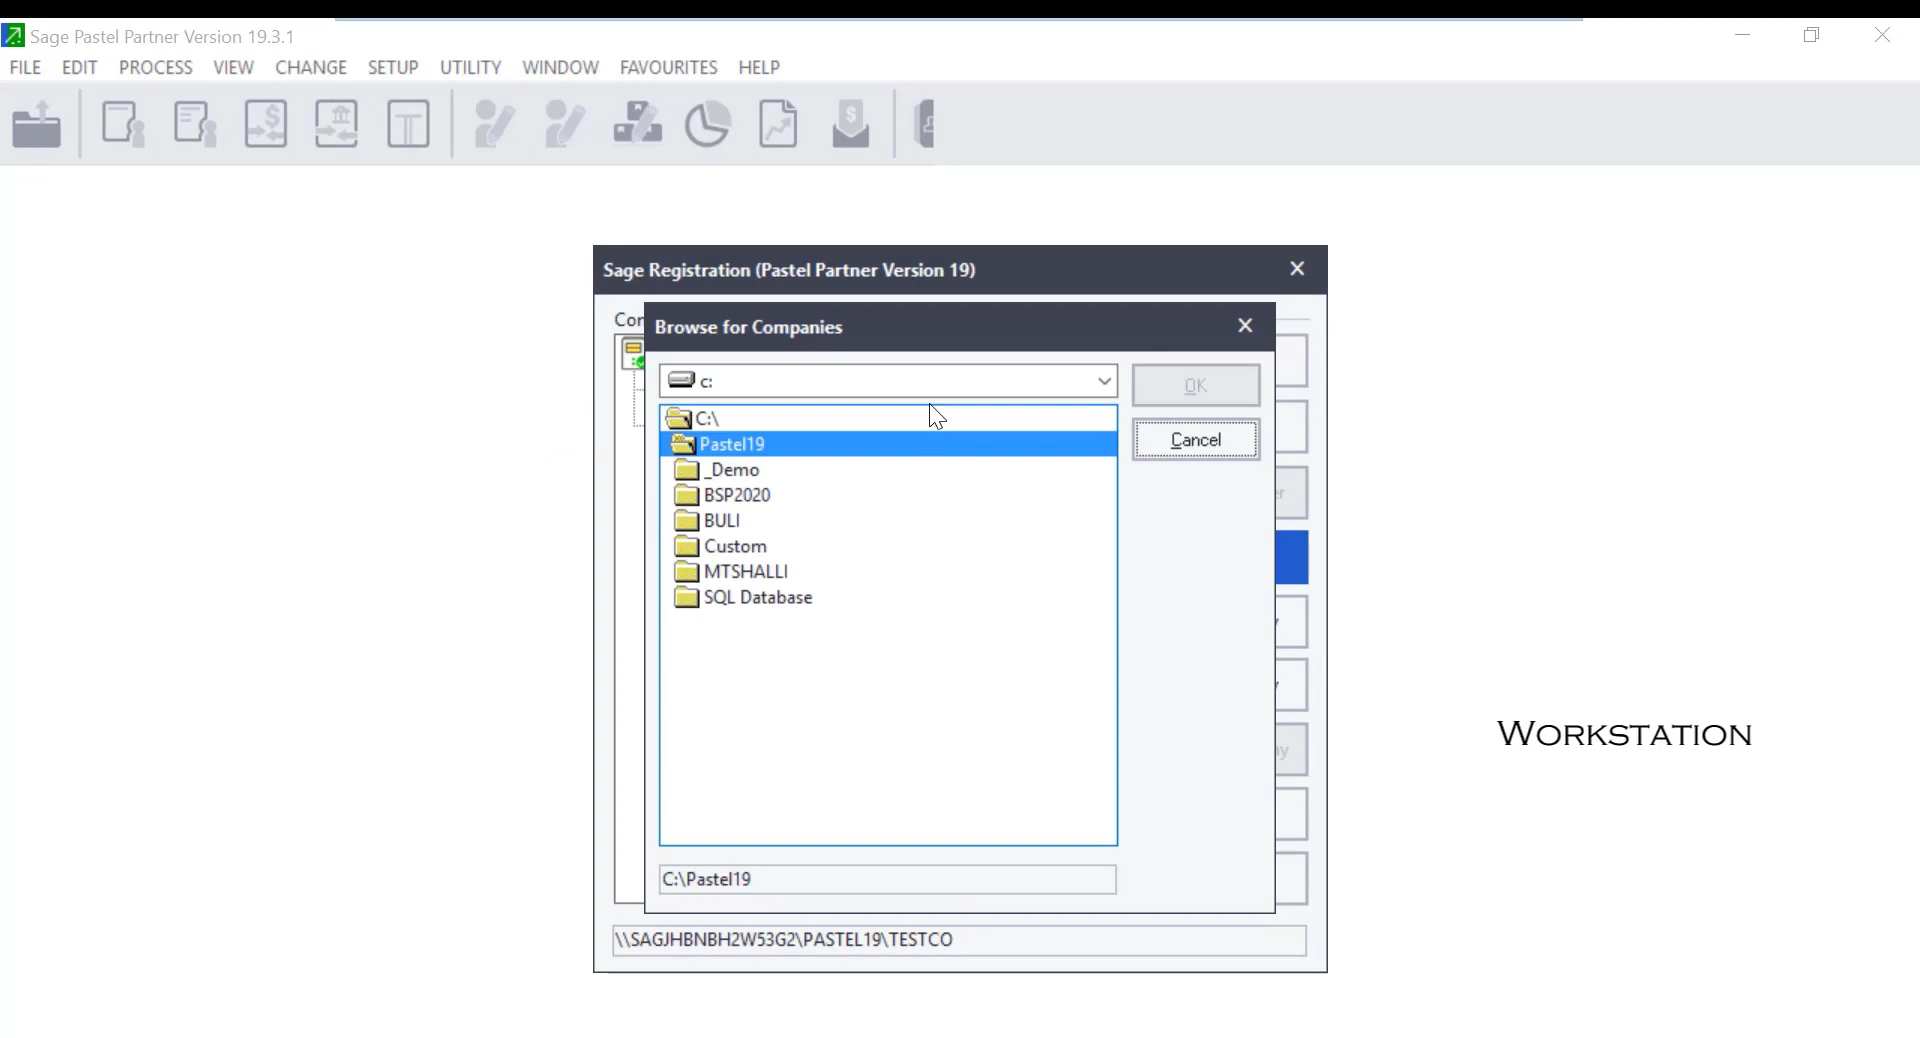 Sage Pastel Partner Version 19.3.1
FILE EDIT PROCESS VIEW CHANGE SETUP UTILITY WINDOW FAVOURITES HELP
Sage Registration (Pastel Partner Version 19)
Browse for Companies
c:
OK
C:\
Cancel
Pastel19
_Demo
BSP2020
BULI
Custom
MTSHALLI
SQL Database
WORKSTATION
C:\Pastel19
\\SAGJHBNBH2W53G2\PASTEL19\TESTCO